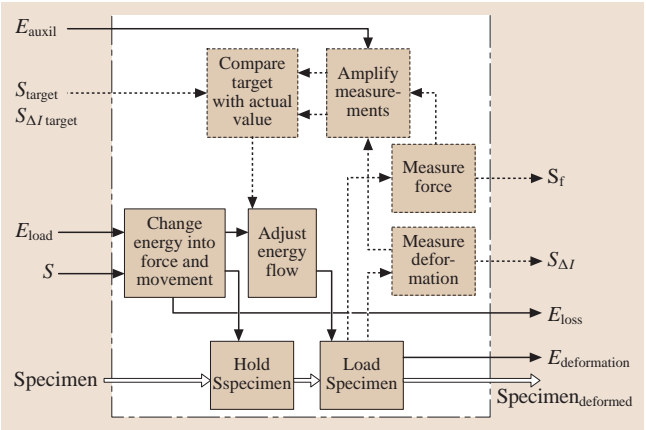 E_auxil
Compare
target
with actual
value
Amplify
measure-
ments
S_target
S_ΔI target
Measure
force
S_f
E_load
S
Change
energy into
force and
movement
Adjust
energy
flow
Measure
defor-
mation
S_ΔI
E_loss
Hold
Sspecimen
Load
Specimen
E_deformation
Specimen
Specimen_deformed